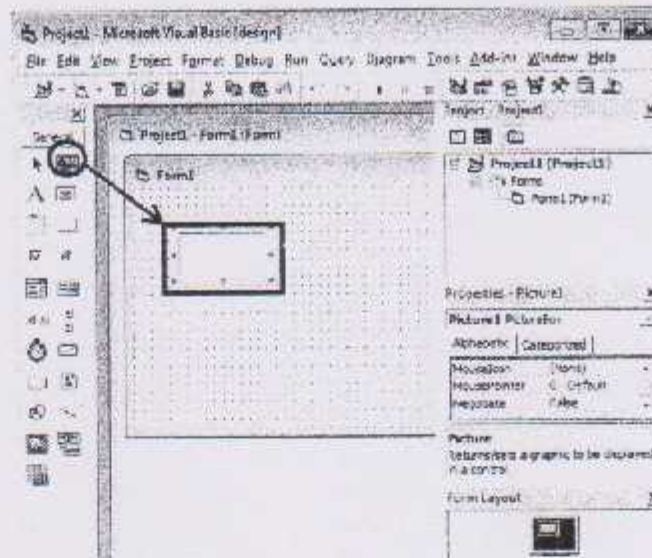 Project1 - Microsoft Visual Basic [design]
File Edit View Project Format Debug Run Query Diagram Tools Add-Ins Window Help
General
Project1 - Form1 (Form)
Form1
Project - Project1
Project1 (Project1)
Forms
Form1 (Form1)
Properties - Picture1
Picture1 PictureBox
Alphabetic Categorized
MouseIcon (None)
MousePointer 0 - Default
Negotiate False
Picture
Returns/sets a graphic to be displayed
in a control
Form Layout